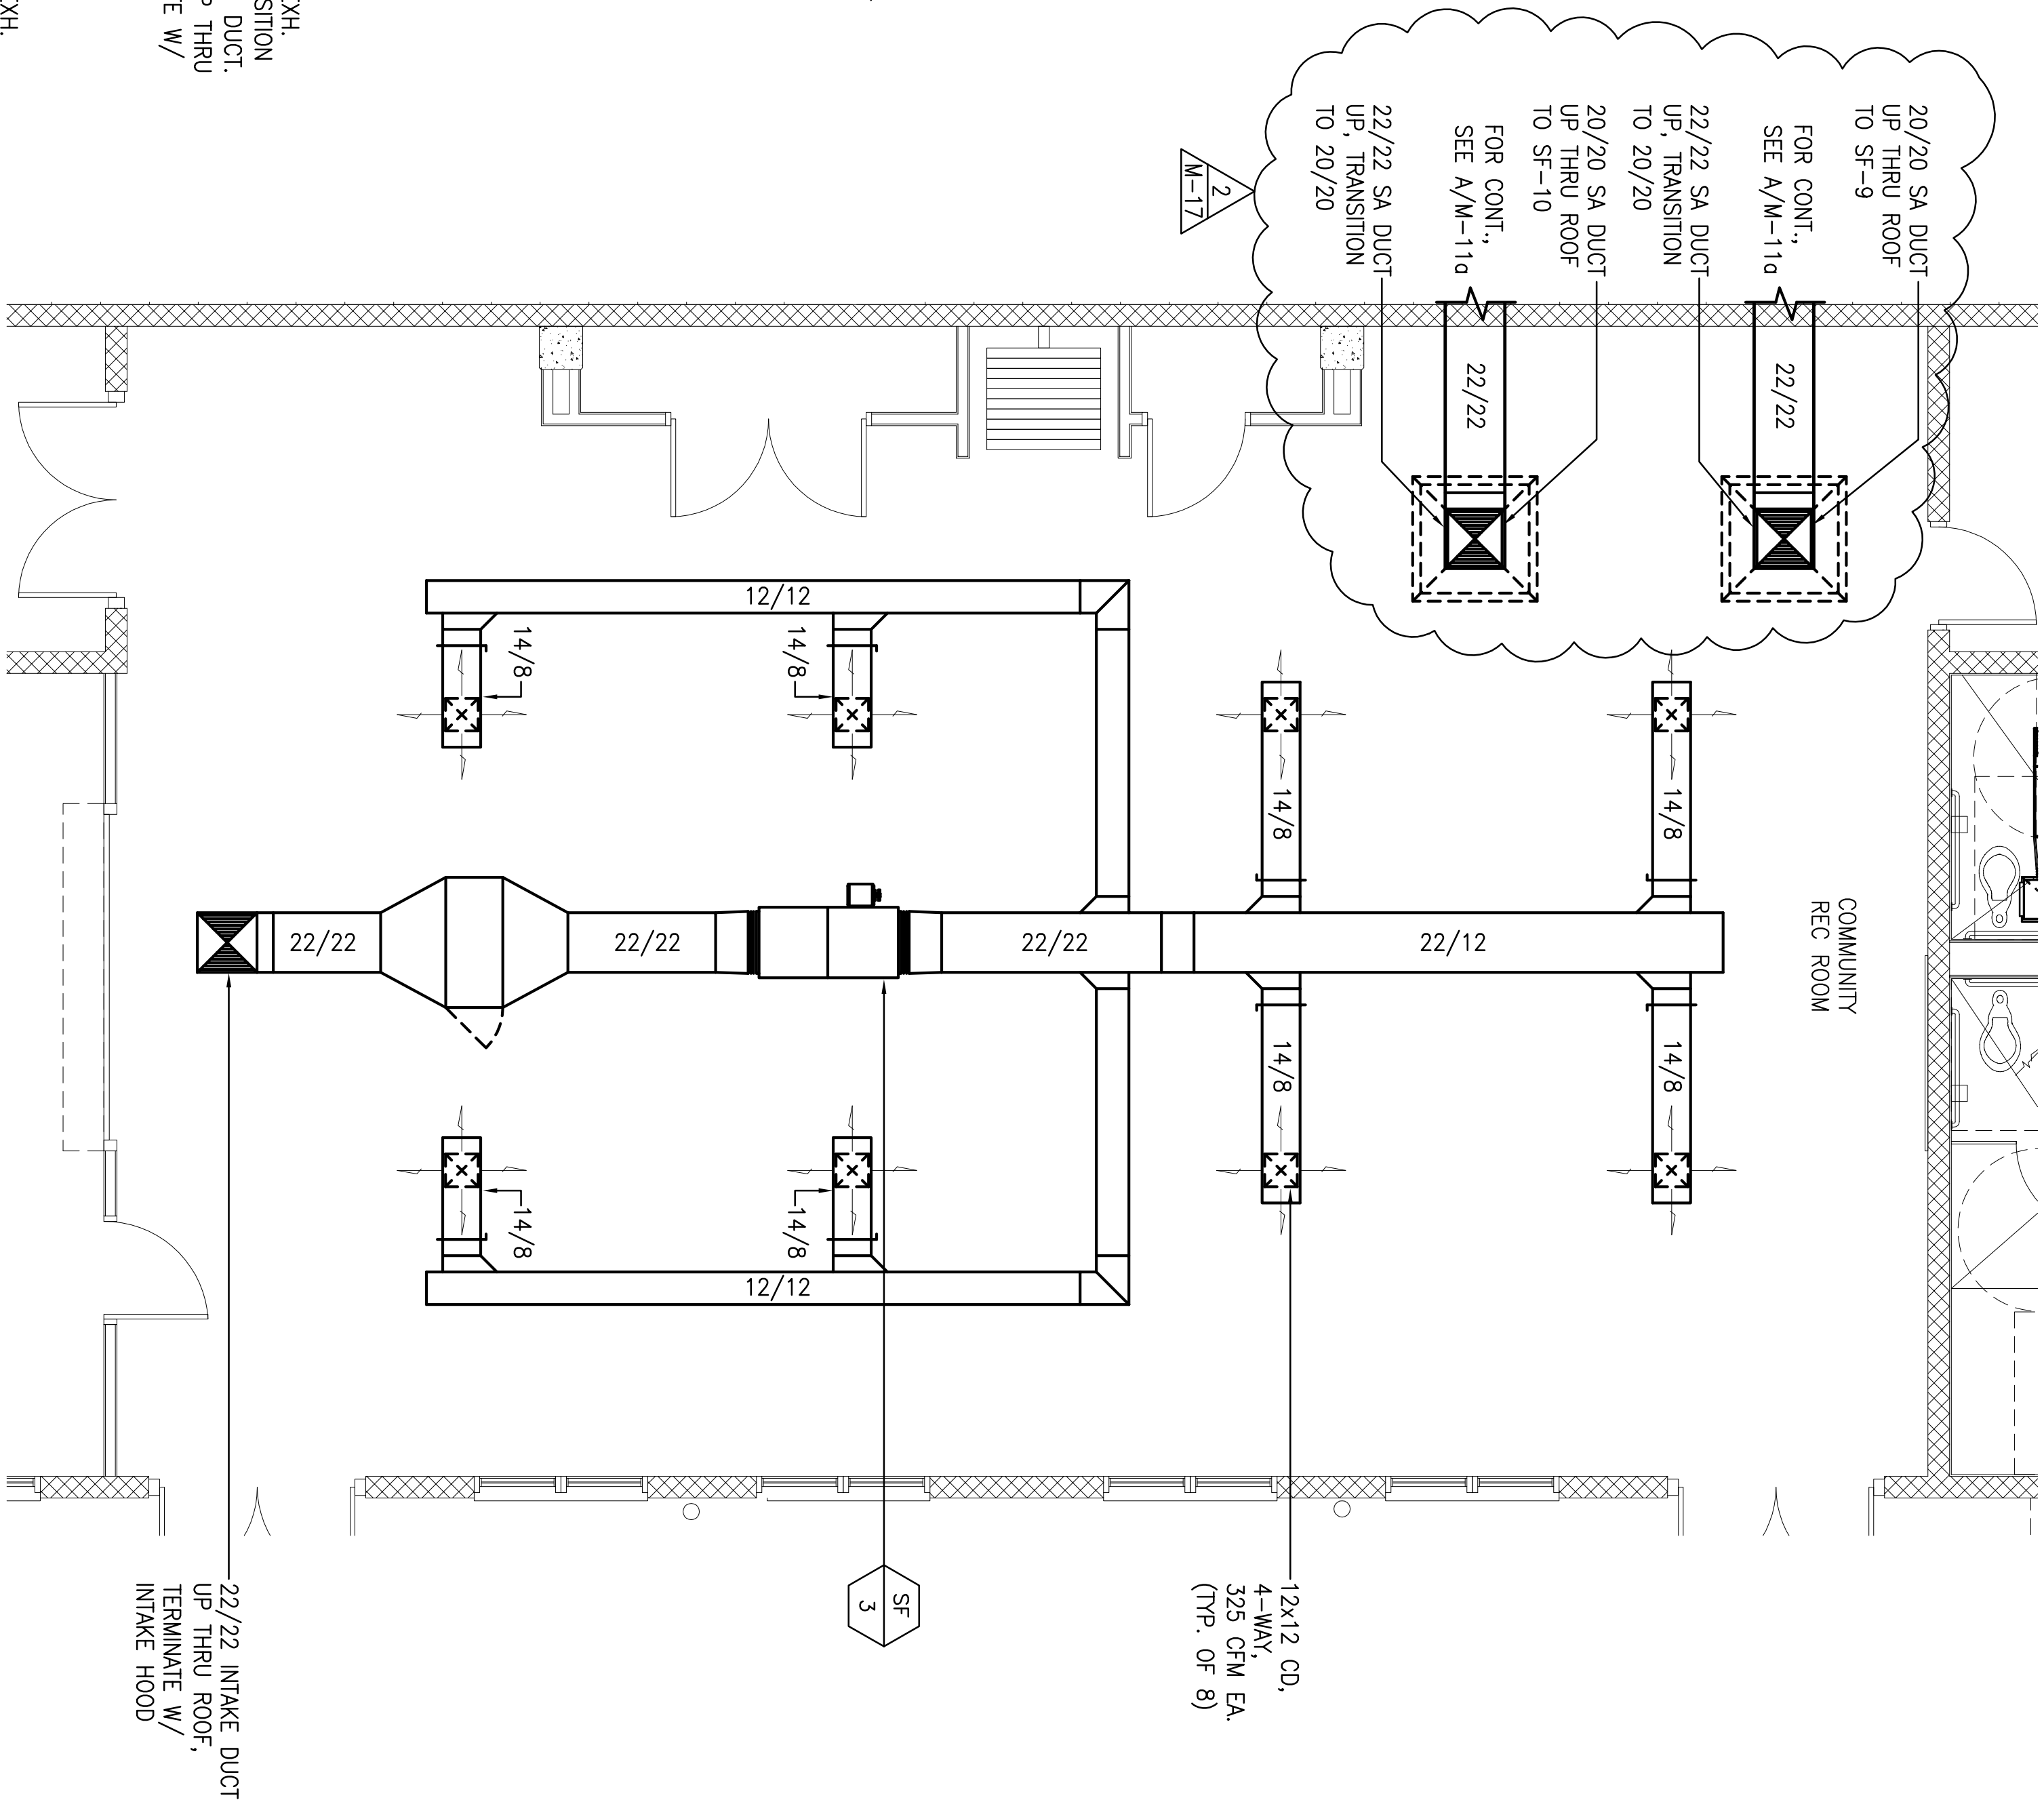 20/20 SA DUCT
UP THRU ROOF
TO SF-9
FOR CONT.,
SEE A/M-11a
22/22 SA DUCT
UP, TRANSITION
TO 20/20
20/20 SA DUCT
UP THRU ROOF
TO SF-10
FOR CONT.,
SEE A/M-11a
22/22 SA DUCT
UP, TRANSITION
TO 20/20
2
M-17
22/22
22/22
EXH.
SITION
DUCT.
P THRU
TE W/
EXH.
COMMUNITY
REC ROOM
12/12
14/8
14/8
14/8
14/8
22/22
22/22
22/22
22/12
14/8
14/8
14/8
14/8
12/12
12x12 CD,
4-WAY,
325 CFM EA.
(TYP. OF 8)
SF
3
22/22 INTAKE DUCT
UP THRU ROOF,
TERMINATE W/
INTAKE HOOD